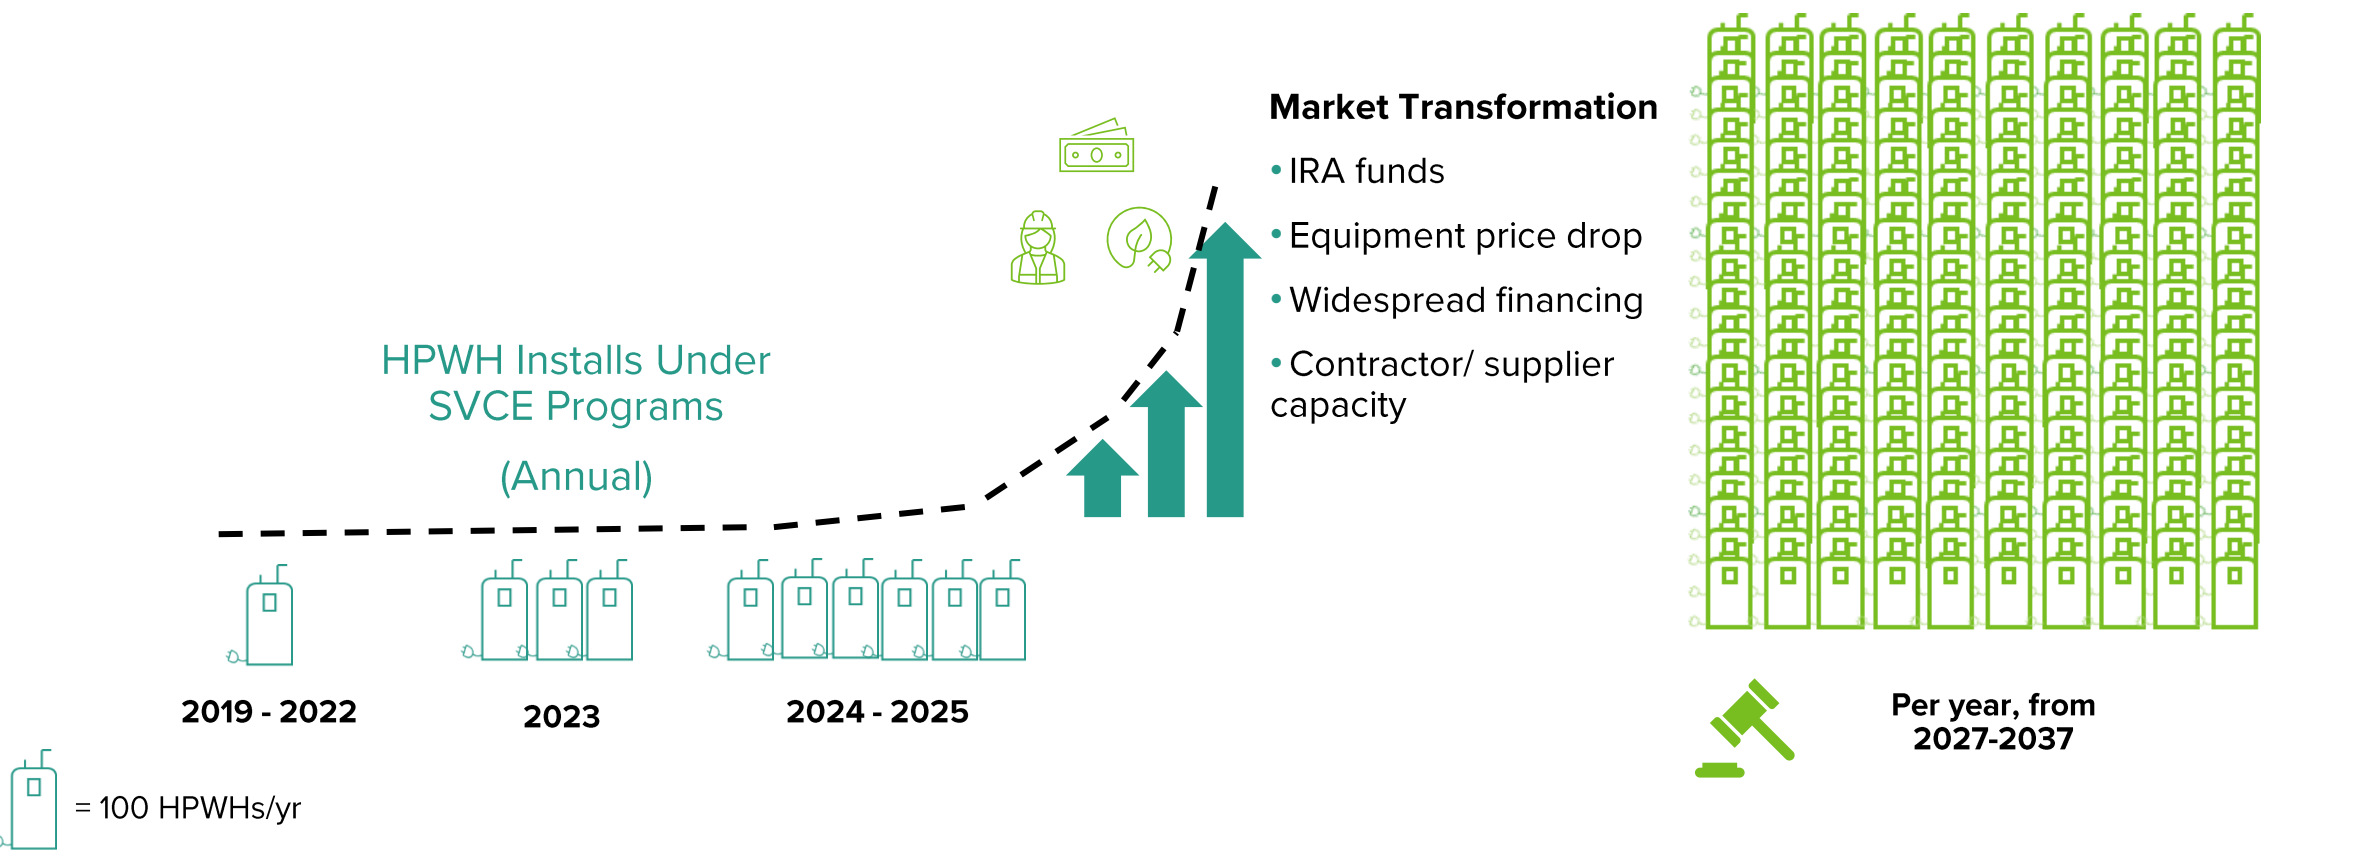 HPWH Installs Under
SVCE Programs
(Annual)
2019 - 2022
2023
2024 - 2025
= 100 HPWHs/yr
Market Transformation
• IRA funds
• Equipment price drop
• Widespread financing
• Contractor/ supplier
capacity
Per year, from
2027-2037